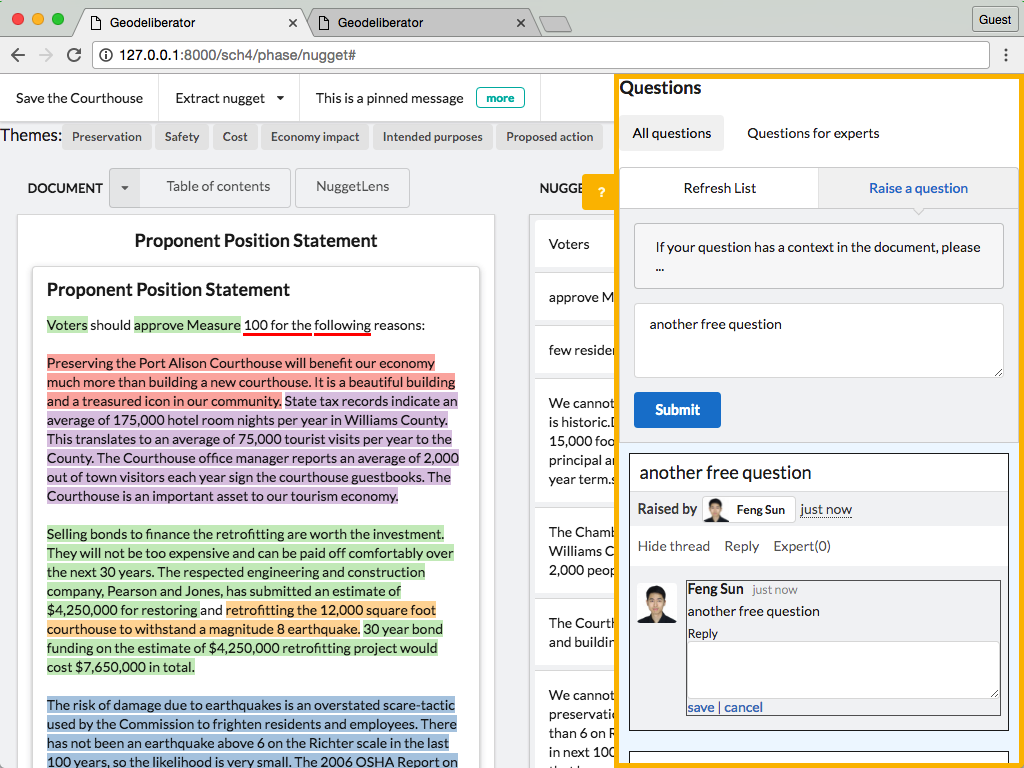 Geodeliberator
Geodeliberator
Guest
127.0.0.1:8000/sch4/phase/nugget#
Save the Courthouse
Extract nugget
This is a pinned message
more
Themes:
Preservation
Safety
Cost
Economy impact
Intended purposes
Proposed action
DOCUMENT
Table of contents
NuggetLens
Proponent Position Statement
Proponent Position Statement
Voters should approve Measure 100 for the following reasons:
Preserving the Port Alison Courthouse will benefit our economy
much more than building a new courthouse. It is a beautiful building
and a treasured icon in our community. State tax records indicate an
average of 175,000 hotel room nights per year in Williams County.
This translates to an average of 75,000 tourist visits per year to the
County. The Courthouse office manager reports an average of 2,000
out of town visitors each year sign the courthouse guestbooks. The
Courthouse is an important asset to our tourism economy.
Selling bonds to finance the retrofitting are worth the investment.
They will not be too expensive and can be paid off comfortably over
the next 30 years. The respected engineering and construction
company, Pearson and Jones, has submitted an estimate of
$4,250,000 for restoring and retrofitting the 12,000 square foot
courthouse to withstand a magnitude 8 earthquake. 30 year bond
funding on the estimate of $4,250,000 retrofitting project would
cost $7,650,000 in total.
The risk of damage due to earthquakes is an overstated scare-tactic
used by the Commission to frighten residents and employees. There
has not been an earthquake above 6 on the Richter scale in the last
100 years, so the likelihood is very small. The 2006 OSHA Report on
NUGGE
?
Voters
approve M
few reside
We cannot
is historic.
15,000 foo
principal a
year term.s
The Cham
Williams C
2,000 peop
The Court
and buildin
We cannot
preservati
than 6 on R
in next 100
Questions
All questions
Questions for experts
Refresh List
Raise a question
If your question has a context in the document, please
...
another free question
Submit
another free question
Raised by Feng Sun just now
Hide thread Reply Expert(0)
Feng Sun just now
another free question
Reply
save | cancel